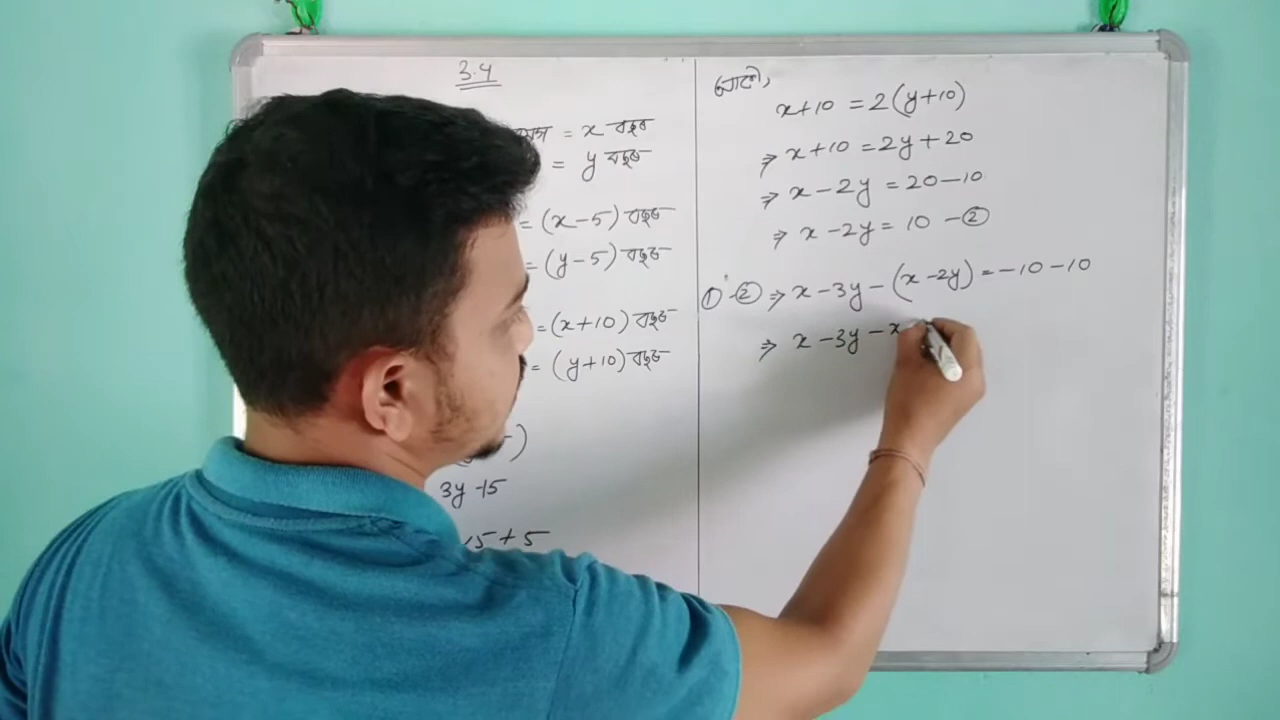 3.4
= x বছৰ
= y বছৰ
= (x-5) বছৰ
= (y-5) বছৰ
= (x+10) বছৰ
= (y+10) বছৰ
)
3y -15
15 + 5
x+10 = 2(y+10)
⇒ x+10 = 2y+20
⇒ x-2y = 20-10
⇒ x-2y = 10 -②
①-② ⇒ x-3y-(x-2y) = -10-10
⇒ x-3y-x